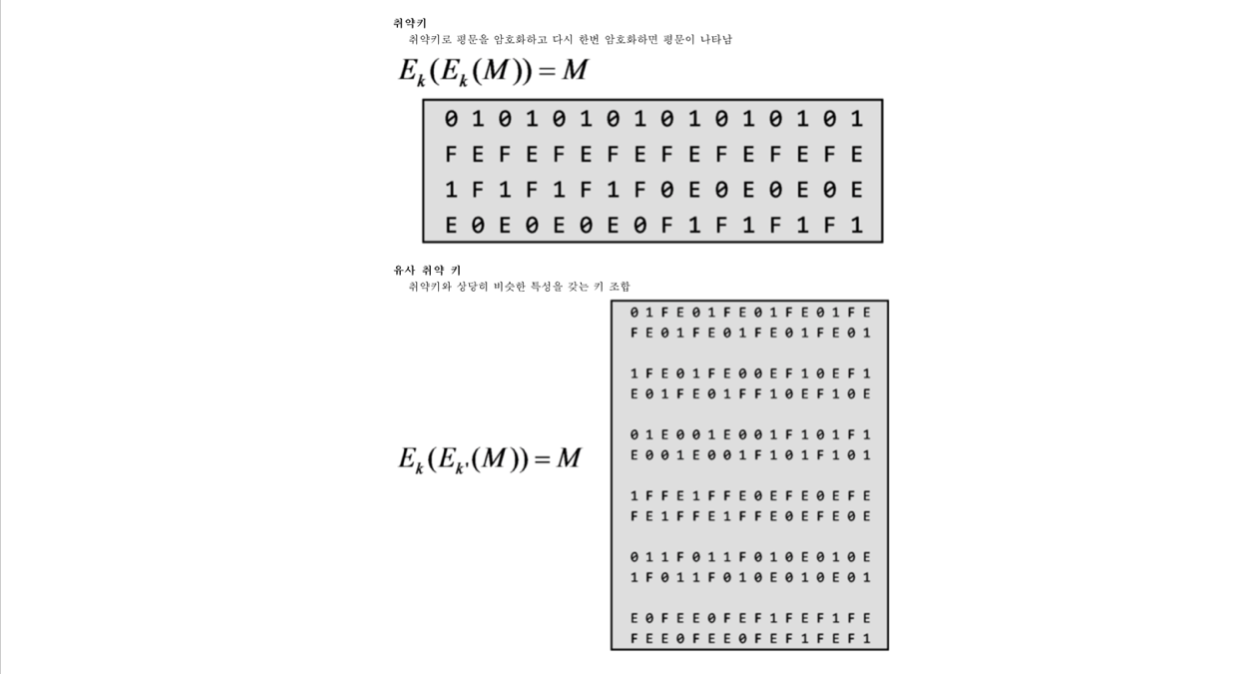 취약키
취약키로 평문을 암호화하고 다시 한번 암호화하면 평문이 나타남
E_k(E_k(M)) = M
0 1 0 1 0 1 0 1 0 1 0 1 0 1 0 1
F E F E F E F E F E F E F E F E
1 F 1 F 1 F 1 F 0 E 0 E 0 E 0 E
E 0 E 0 E 0 E 0 F 1 F 1 F 1 F 1
유사 취약 키
취약키와 상당히 비슷한 특성을 갖는 키 조합
E_k(E_k'(M)) = M
0 1 F E 0 1 F E 0 1 F E 0 1 F E
F E 0 1 F E 0 1 F E 0 1 F E 0 1
1 F E 0 1 F E 0 0 E F 1 0 E F 1
E 0 1 F E 0 1 F F 1 0 E F 1 0 E
0 1 E 0 0 1 E 0 0 1 F 1 0 1 F 1
E 0 0 1 E 0 0 1 F 1 0 1 F 1 0 1
1 F F E 1 F F E 0 E F E 0 E F E
F E 1 F F E 1 F F E 0 E F E 0 E
0 1 1 F 0 1 1 F 0 1 0 E 0 1 0 E
1 F 0 1 1 F 0 1 0 E 0 1 0 E 0 1
E 0 F E E 0 F E F 1 F E F 1 F E
F E E 0 F E E 0 F E F 1 F E F 1